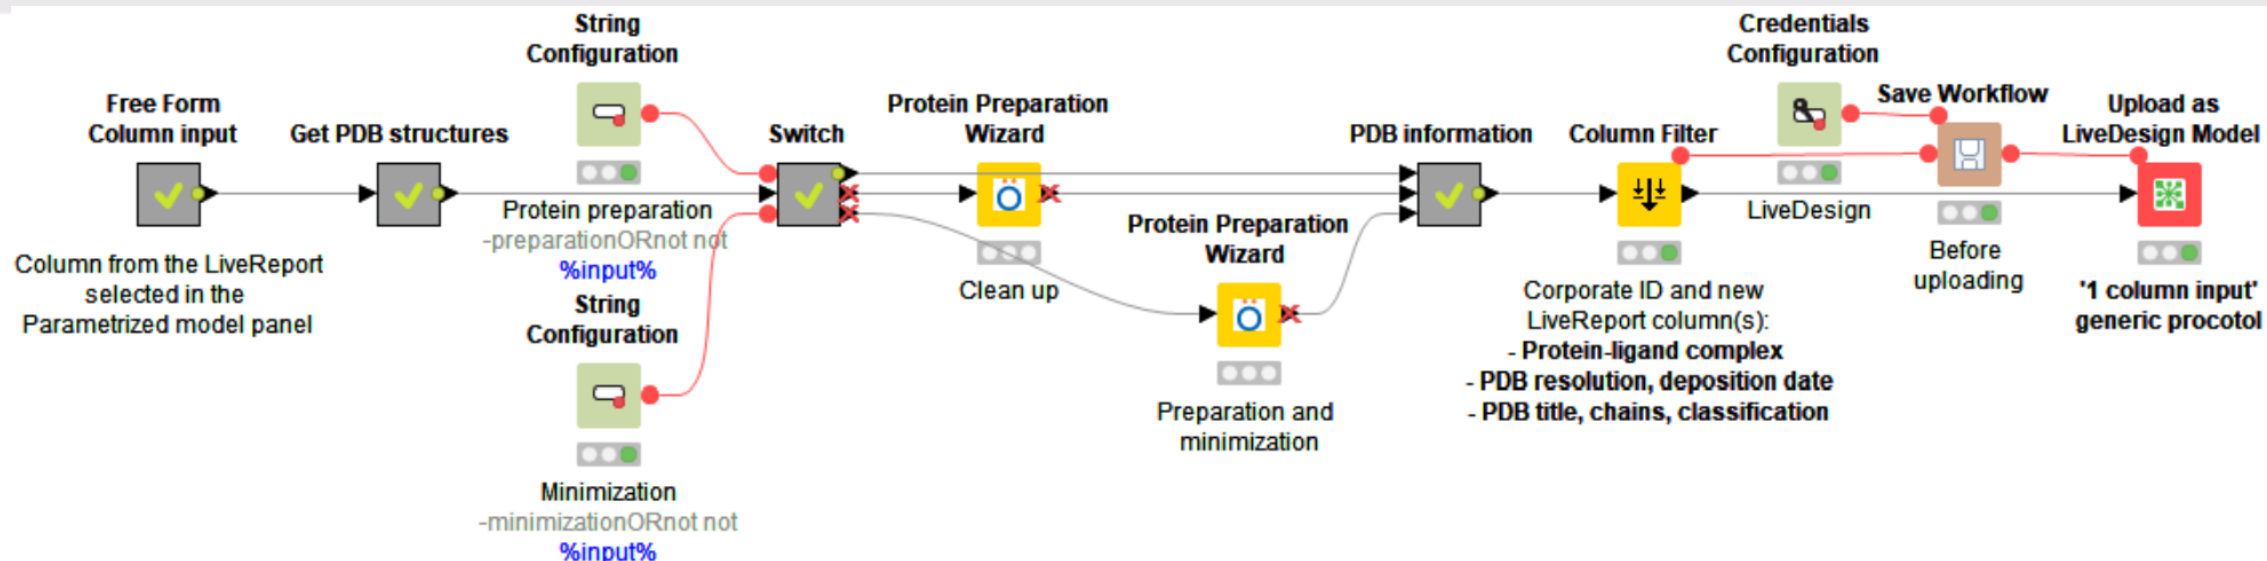 Free Form
Column input
Column from the LiveReport
selected in the
Parametrized model panel
Get PDB structures
String
Configuration
Protein preparation
-preparationORnot not
%input%
String
Configuration
Minimization
-minimizationORnot not
%input%
Switch
Protein Preparation
Wizard
Clean up
Protein Preparation
Wizard
Preparation and
minimization
PDB information
Column Filter
Corporate ID and new
LiveReport column(s):
- Protein-ligand complex
- PDB resolution, deposition date
- PDB title, chains, classification
Credentials
Configuration
LiveDesign
Save Workflow
Before
uploading
Upload as
LiveDesign Model
'1 column input'
generic procotol